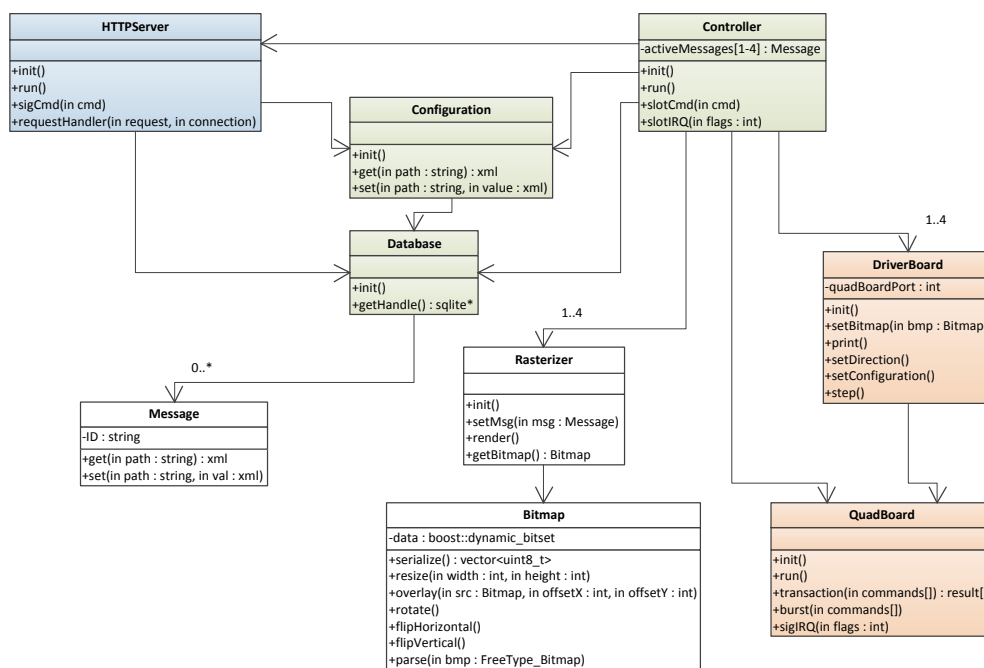 HTTPServer
+init()
+run()
+sigCmd(in cmd)
+requestHandler(in request, in connection)
Controller
-activeMessages[1-4] : Message
+init()
+run()
+slotCmd(in cmd)
+slotIRQ(in flags : int)
Configuration
+init()
+get(in path : string) : xml
+set(in path : string, in value : xml)
Database
+init()
+getHandle() : sqlite*
1..4
DriverBoard
-quadBoardPort : int
+init()
+setBitmap(in bmp : Bitmap
+print()
+setDirection()
+setConfiguration()
+step()
1..4
Rasterizer
+init()
+setMsg(in msg : Message)
+render()
+getBitmap() : Bitmap
0..*
Message
-ID : string
+get(in path : string) : xml
+set(in path : string, in val : xml)
Bitmap
-data : boost::dynamic_bitset
+serialize() : vector<uint8_t>
+resize(in width : int, in height : int)
+overlay(in src : Bitmap, in offsetX : int, in offsetY : int)
+rotate()
+flipHorizontal()
+flipVertical()
+parse(in bmp : FreeType_Bitmap)
QuadBoard
+init()
+run()
+transaction(in commands[]) : result[
+burst(in commands[])
+sigIRQ(in flags : int)